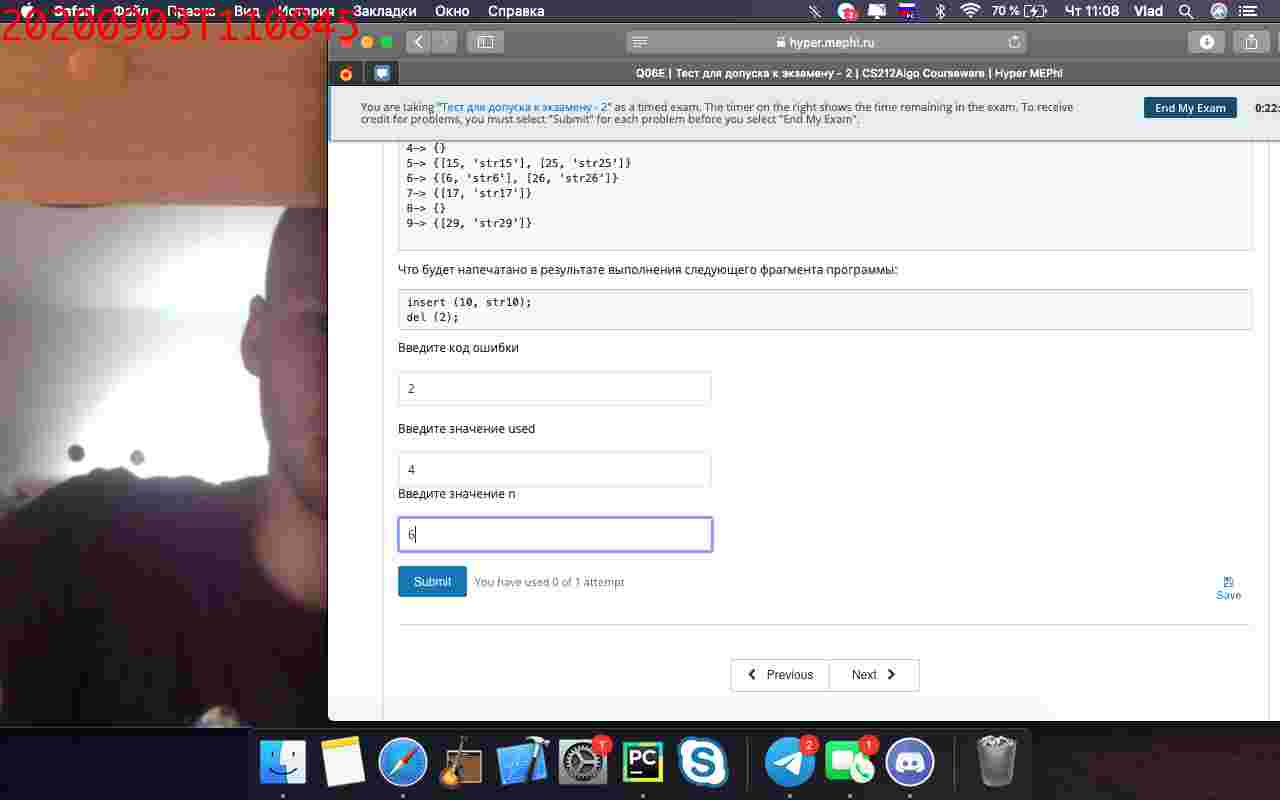 Safari Файл Правка Вид История Закладки Окно Справка 70 % Чт 11:08 Vlad
20200903T110845
hyper.mephi.ru
Q06E | Тест для допуска к экзамену - 2 | CS212Algo Courseware | Hyper MEPhI
You are taking "Тест для допуска к экзамену - 2" as a timed exam. The timer on the right shows the time remaining in the exam. To receive
credit for problems, you must select "Submit" for each problem before you select "End My Exam".
End My Exam
0:22:
4-> {}
5-> {[15, 'str15'], [25, 'str25']}
6-> {[6, 'str6'], [26, 'str26']}
7-> {[17, 'str17']}
8-> {}
9-> {[29, 'str29']}
Что будет напечатано в результате выполнения следующего фрагмента программы:
insert (10, str10);
del (2);
Введите код ошибки
2
Введите значение used
4
Введите значение n
6
Submit You have used 0 of 1 attempt
Save
Previous Next
PC
2
1